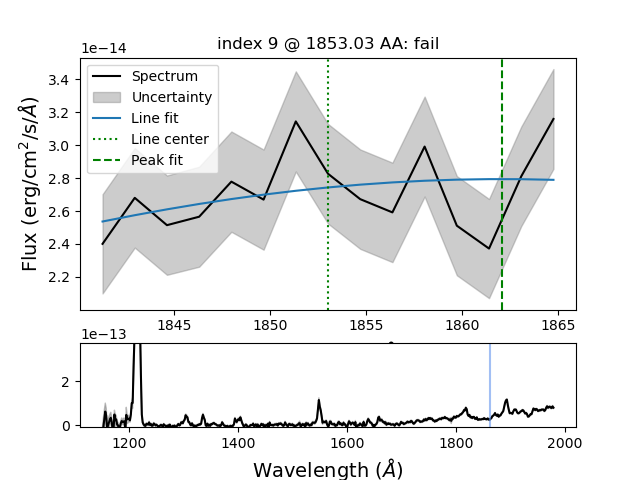 index 9 @ 1853.03 AA: fail
1e−14
Spectrum
Uncertainty
Line fit
Line center
Peak fit
Flux (erg/cm²/s/Å)
3.4
3.2
3.0
2.8
2.6
2.4
2.2
1845 1850 1855 1860 1865
1e−13
2
0
1200 1400 1600 1800 2000
Wavelength (Å)